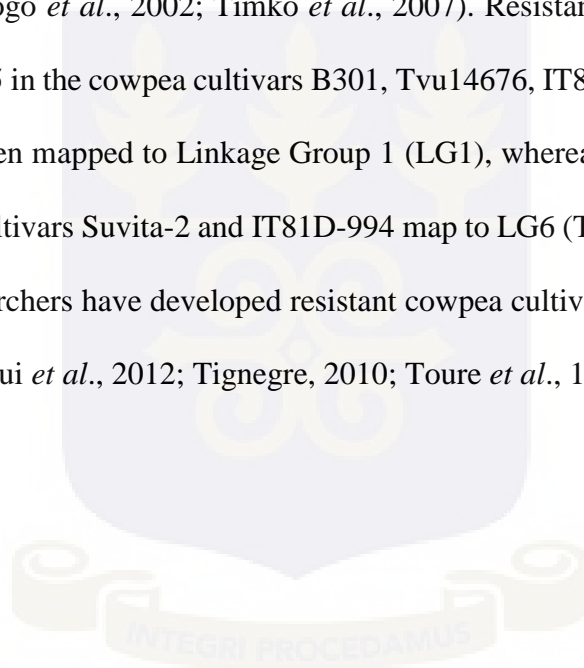 ogo et al., 2002; Timko et al., 2007). Resistan
in the cowpea cultivars B301, Tvu14676, IT8
en mapped to Linkage Group 1 (LG1), wherea
ltivars Suvita-2 and IT81D-994 map to LG6 (T
rchers have developed resistant cowpea cultiv
ui et al., 2012; Tignegre, 2010; Toure et al., 1
INTEGRI PROCEDAMUS